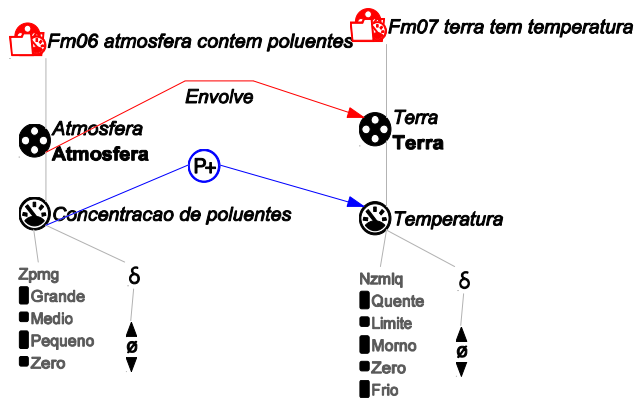 Fm06 atmosfera contem poluentes
Fm07 terra tem temperatura
Envolve
Atmosfera
Atmosfera
Terra
Terra
P+
Concentracao de poluentes
Temperatura
Zpmg
δ
Grande
Medio
Pequeno
Zero
ø
Nzmlq
δ
Quente
Limite
Morno
Zero
Frio
ø